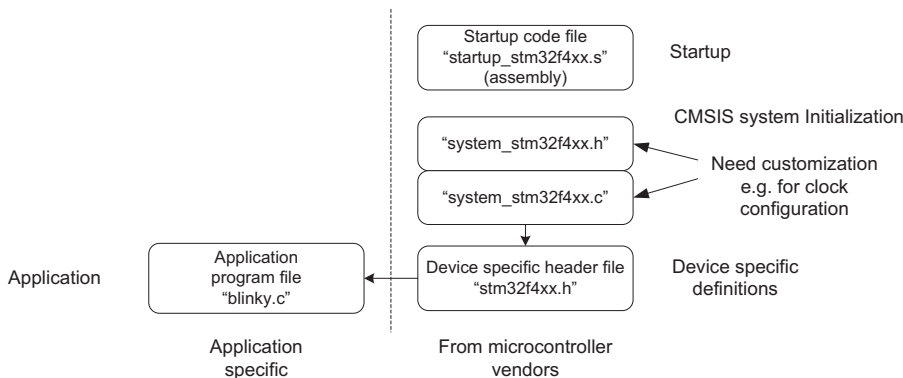 Startup code file
“startup_stm32f4xx.s”
(assembly)
Startup
CMSIS system Initialization
“system_stm32f4xx.h”
Need customization
e.g. for clock
configuration
“system_stm32f4xx.c”
Application
Application
program file
“blinky.c”
Device specific header file
“stm32f4xx.h”
Device specific
definitions
Application
specific
From microcontroller
vendors